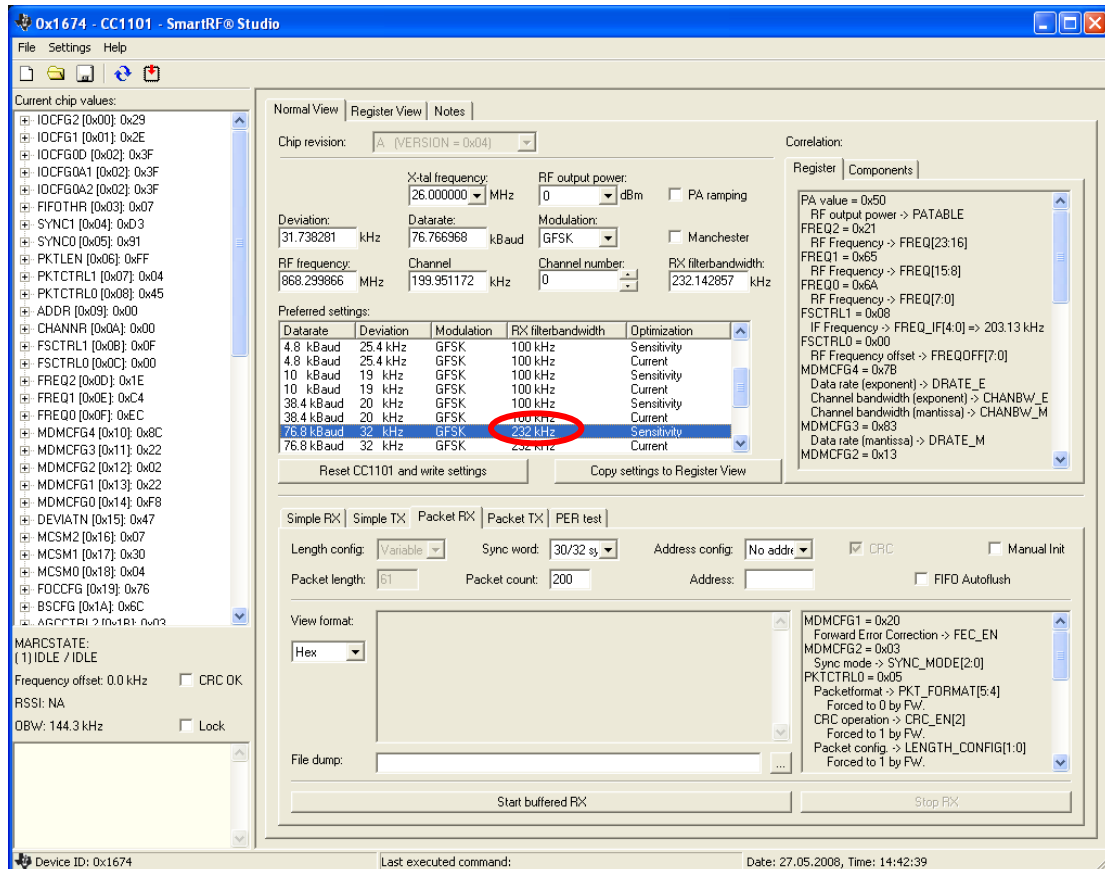 0x1674 - CC1101 - SmartRF® Studio
File Settings Help
Current chip values:
IOCFG2 [0x00]: 0x29
IOCFG1 [0x01]: 0x2E
IOCFG0D [0x02]: 0x3F
IOCFG0A1 [0x02]: 0x3F
IOCFG0A2 [0x02]: 0x3F
FIFOTHR [0x03]: 0x07
SYNC1 [0x04]: 0xD3
SYNC0 [0x05]: 0x91
PKTLEN [0x06]: 0xFF
PKTCTRL1 [0x07]: 0x04
PKTCTRL0 [0x08]: 0x45
ADDR [0x09]: 0x00
CHANNR [0x0A]: 0x00
FSCTRL1 [0x0B]: 0x0F
FSCTRL0 [0x0C]: 0x00
FREQ2 [0x0D]: 0x1E
FREQ1 [0x0E]: 0xC4
FREQ0 [0x0F]: 0xEC
MDMCFG4 [0x10]: 0x8C
MDMCFG3 [0x11]: 0x22
MDMCFG2 [0x12]: 0x02
MDMCFG1 [0x13]: 0x22
MDMCFG0 [0x14]: 0xF8
DEVIATN [0x15]: 0x47
MCSM2 [0x16]: 0x07
MCSM1 [0x17]: 0x30
MCSM0 [0x18]: 0x04
FOCCFG [0x19]: 0x76
BSCFG [0x1A]: 0x6C
AGCCTRL2 [0x1B]: 0x03
MARCSTATE:
(1) IDLE / IDLE
Frequency offset: 0.0 kHz CRC OK
RSSI: NA
OBW: 144.3 kHz Lock
Normal View Register View Notes
Chip revision: A (VERSION = 0x04)
X-tal frequency: RF output power:
26.000000 MHz 0 dBm PA ramping
Deviation: Datarate: Modulation:
31.738281 kHz 76.766968 kBaud GFSK Manchester
RF frequency: Channel Channel number: RX filterbandwidth:
868.299866 MHz 199.951172 kHz 0 232.142857 kHz
Preferred settings:
Datarate Deviation Modulation RX filterbandwidth Optimization
4.8 kBaud 25.4 kHz GFSK 100 kHz Sensitivity
4.8 kBaud 25.4 kHz GFSK 100 kHz Current
10 kBaud 19 kHz GFSK 100 kHz Sensitivity
10 kBaud 19 kHz GFSK 100 kHz Current
38.4 kBaud 20 kHz GFSK 100 kHz Sensitivity
38.4 kBaud 20 kHz GFSK 100 kHz Current
76.8 kBaud 32 kHz GFSK 232 kHz Sensitivity
76.8 kBaud 32 kHz GFSK 232 kHz Current
Reset CC1101 and write settings Copy settings to Register View
Correlation:
Register Components
PA value = 0x50
RF output power -> PATABLE
FREQ2 = 0x21
RF Frequency -> FREQ[23:16]
FREQ1 = 0x65
RF Frequency -> FREQ[15:8]
FREQ0 = 0x6A
RF Frequency -> FREQ[7:0]
FSCTRL1 = 0x08
IF Frequency -> FREQ_IF[4:0] => 203.13 kHz
FSCTRL0 = 0x00
RF Frequency offset -> FREQOFF[7:0]
MDMCFG4 = 0x7B
Data rate (exponent) -> DRATE_E
Channel bandwidth (exponent) -> CHANBW_E
Channel bandwidth (mantissa) -> CHANBW_M
MDMCFG3 = 0x83
Data rate (mantissa) -> DRATE_M
MDMCFG2 = 0x13
Simple RX Simple TX Packet RX Packet TX PER test
Length config: Variable Sync word: 30/32 sy Address config: No addre CRC Manual Init
Packet length: 61 Packet count: 200 Address: FIFO Autoflush
View format:
Hex
File dump: ...
MDMCFG1 = 0x20
Forward Error Correction -> FEC_EN
MDMCFG2 = 0x03
Sync mode -> SYNC_MODE[2:0]
PKTCTRL0 = 0x05
Packetformat -> PKT_FORMAT[5:4]
Forced to 0 by FW.
CRC operation -> CRC_EN[2]
Forced to 1 by FW.
Packet config. -> LENGTH_CONFIG[1:0]
Forced to 1 by FW.
Start buffered RX Stop RX
Device ID: 0x1674 Last executed command: Date: 27.05.2008, Time: 14:42:39